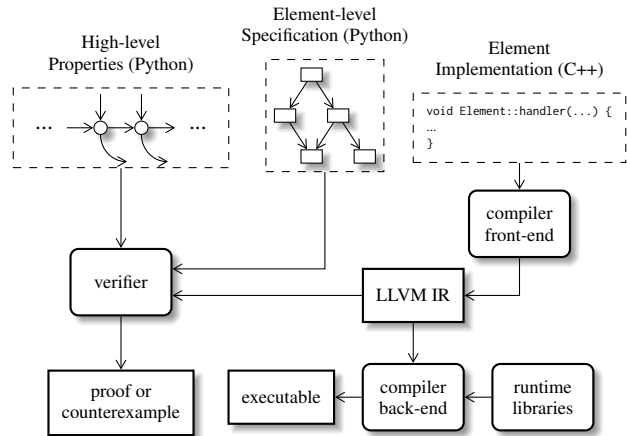 High-level
Properties (Python)
Element-level
Specification (Python)
Element
Implementation (C++)
...
...
void Element::handler(...) {
...
}
compiler
front-end
verifier
LLVM IR
proof or
counterexample
executable
compiler
back-end
runtime
libraries